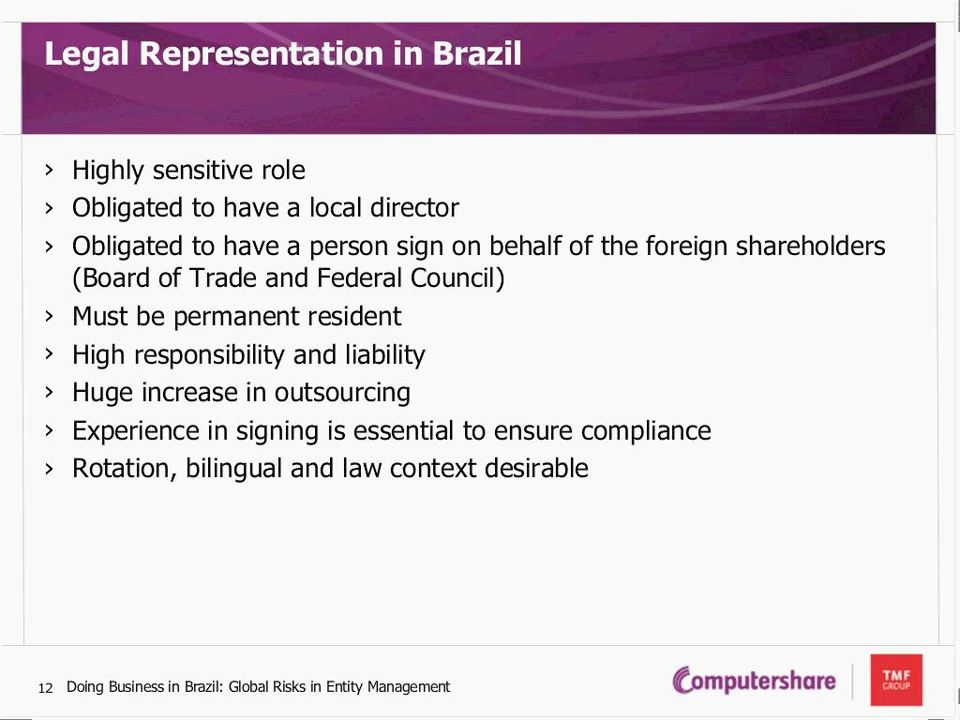 Legal Representation in Brazil
› Highly sensitive role
› Obligated to have a local director
› Obligated to have a person sign on behalf of the foreign shareholders
(Board of Trade and Federal Council)
› Must be permanent resident
› High responsibility and liability
› Huge increase in outsourcing
› Experience in signing is essential to ensure compliance
› Rotation, bilingual and law context desirable
12 Doing Business in Brazil: Global Risks in Entity Management
Computershare
TMF
GROUP